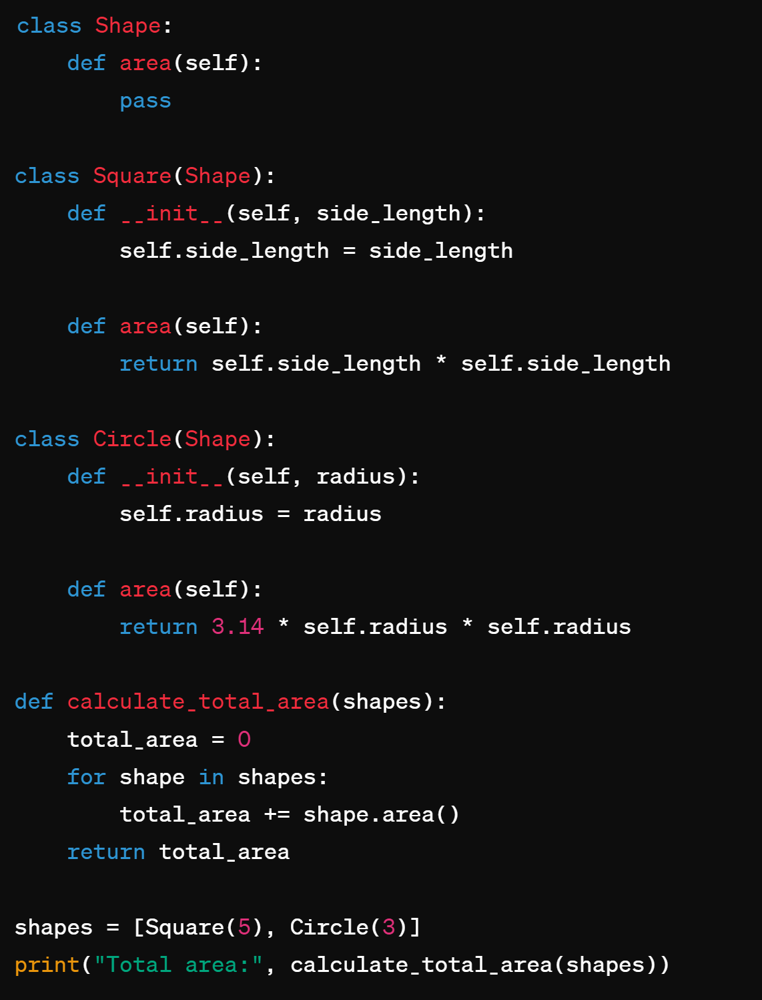 class Shape:
    def area(self):
        pass

class Square(Shape):
    def __init__(self, side_length):
        self.side_length = side_length

    def area(self):
        return self.side_length * self.side_length

class Circle(Shape):
    def __init__(self, radius):
        self.radius = radius

    def area(self):
        return 3.14 * self.radius * self.radius

def calculate_total_area(shapes):
    total_area = 0
    for shape in shapes:
        total_area += shape.area()
    return total_area

shapes = [Square(5), Circle(3)]
print("Total area:", calculate_total_area(shapes))